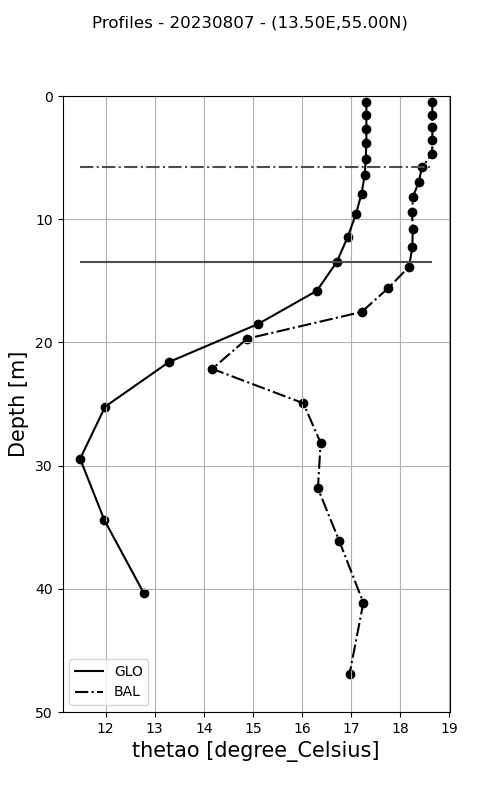 Profiles - 20230807 - (13.50E,55.00N)
0
10
20
30
40
50
Depth [m]
GLO
BAL
12 13 14 15 16 17 18 19
thetao [degree_Celsius]